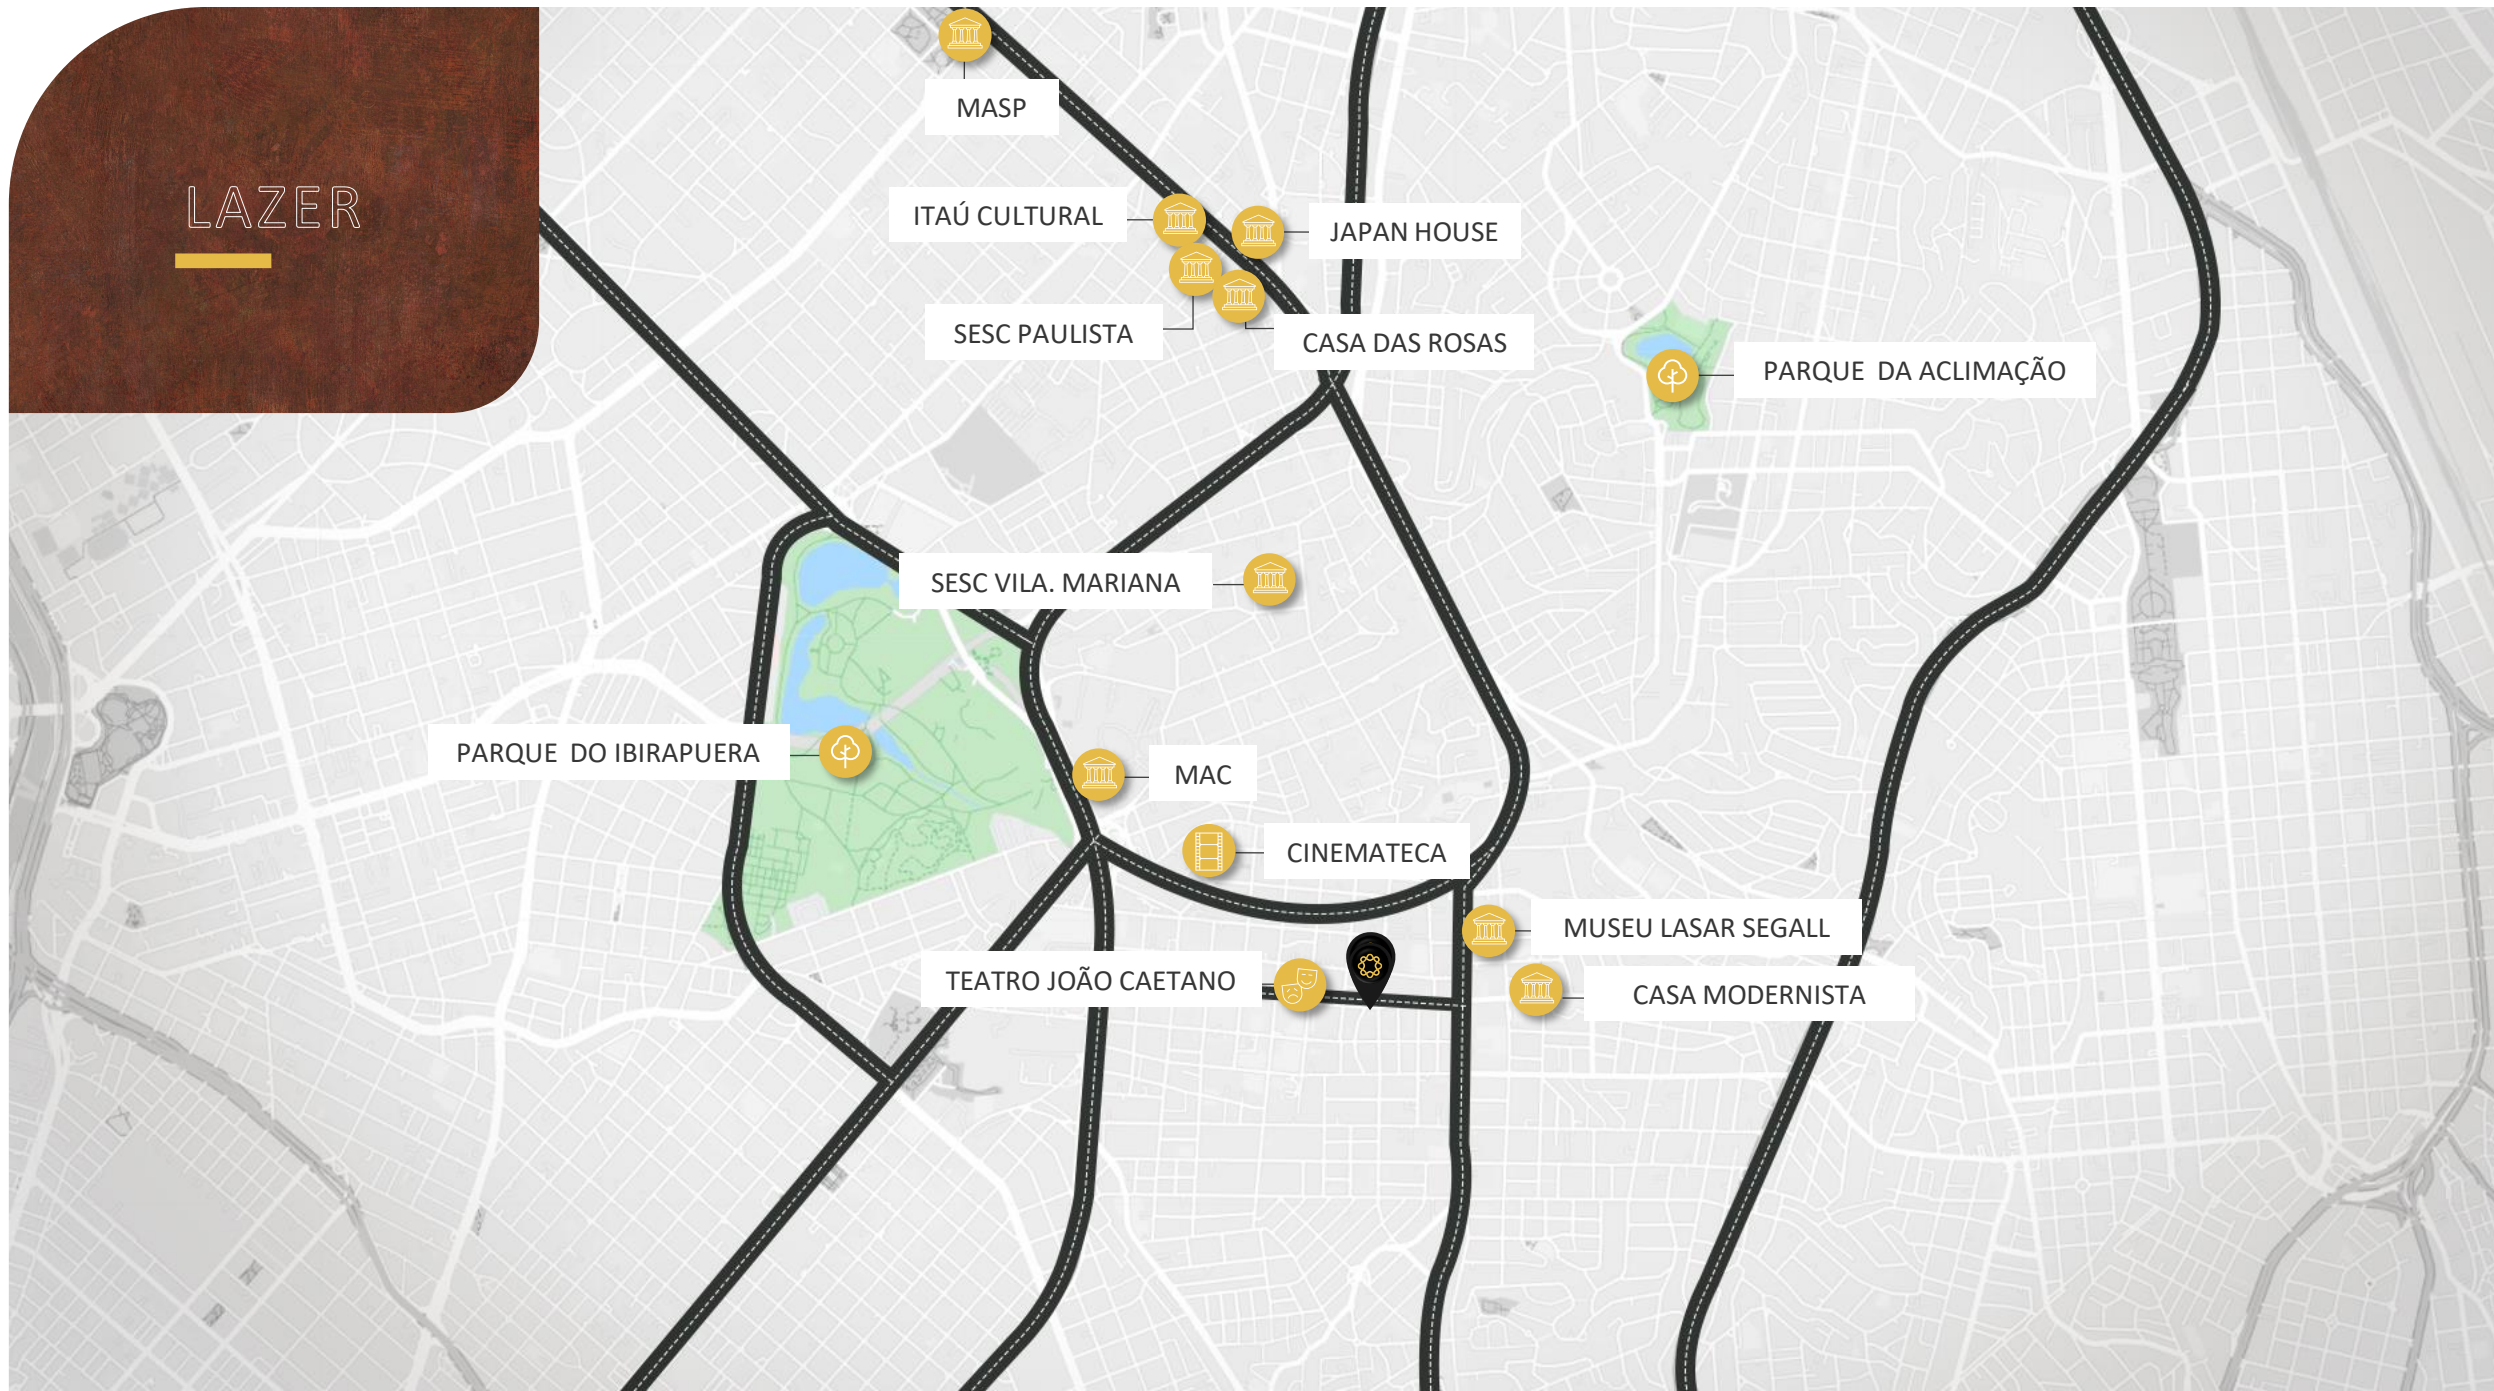 LAZER
MASP
ITAÚ CULTURAL
JAPAN HOUSE
SESC PAULISTA
CASA DAS ROSAS
PARQUE  DA ACLIMAÇÃO
SESC VILA. MARIANA
PARQUE  DO IBIRAPUERA
MAC
CINEMATECA
MUSEU LASAR SEGALL
TEATRO JOÃO CAETANO
CASA MODERNISTA